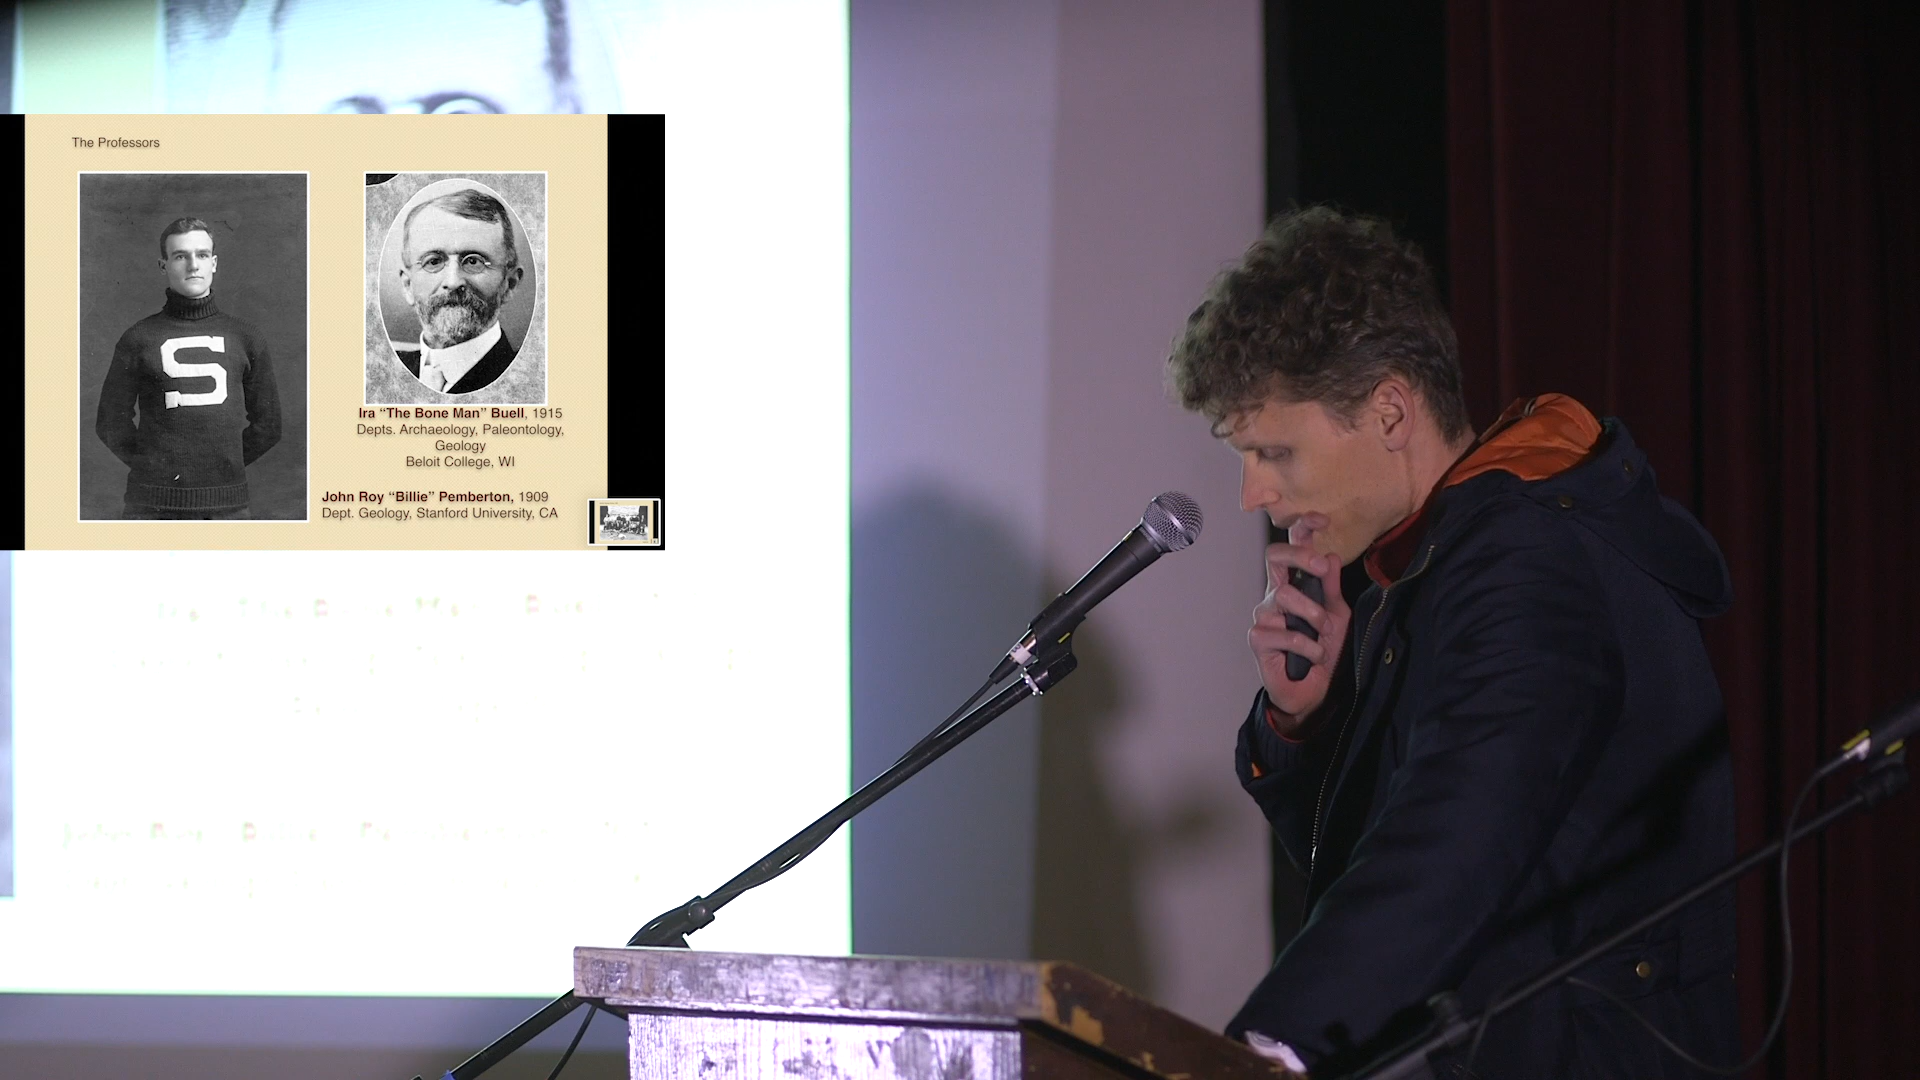 The Professors
S
Ira “The Bone Man” Buell, 1915
Depts. Archaeology, Paleontology,
Geology
Beloit College, WI
John Roy “Billie” Pemberton, 1909
Dept. Geology, Stanford University, CA